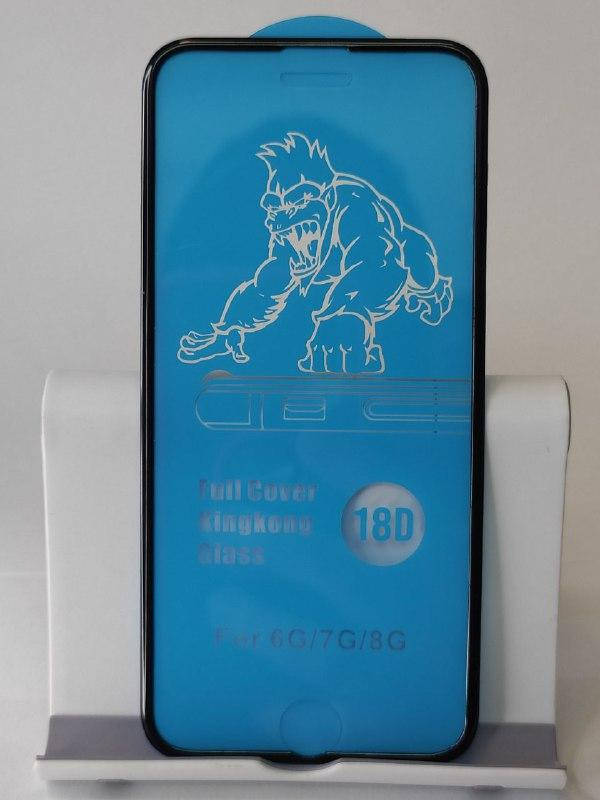 Full Cover
Kingkong
Glass
18D
For 6G/7G/8G